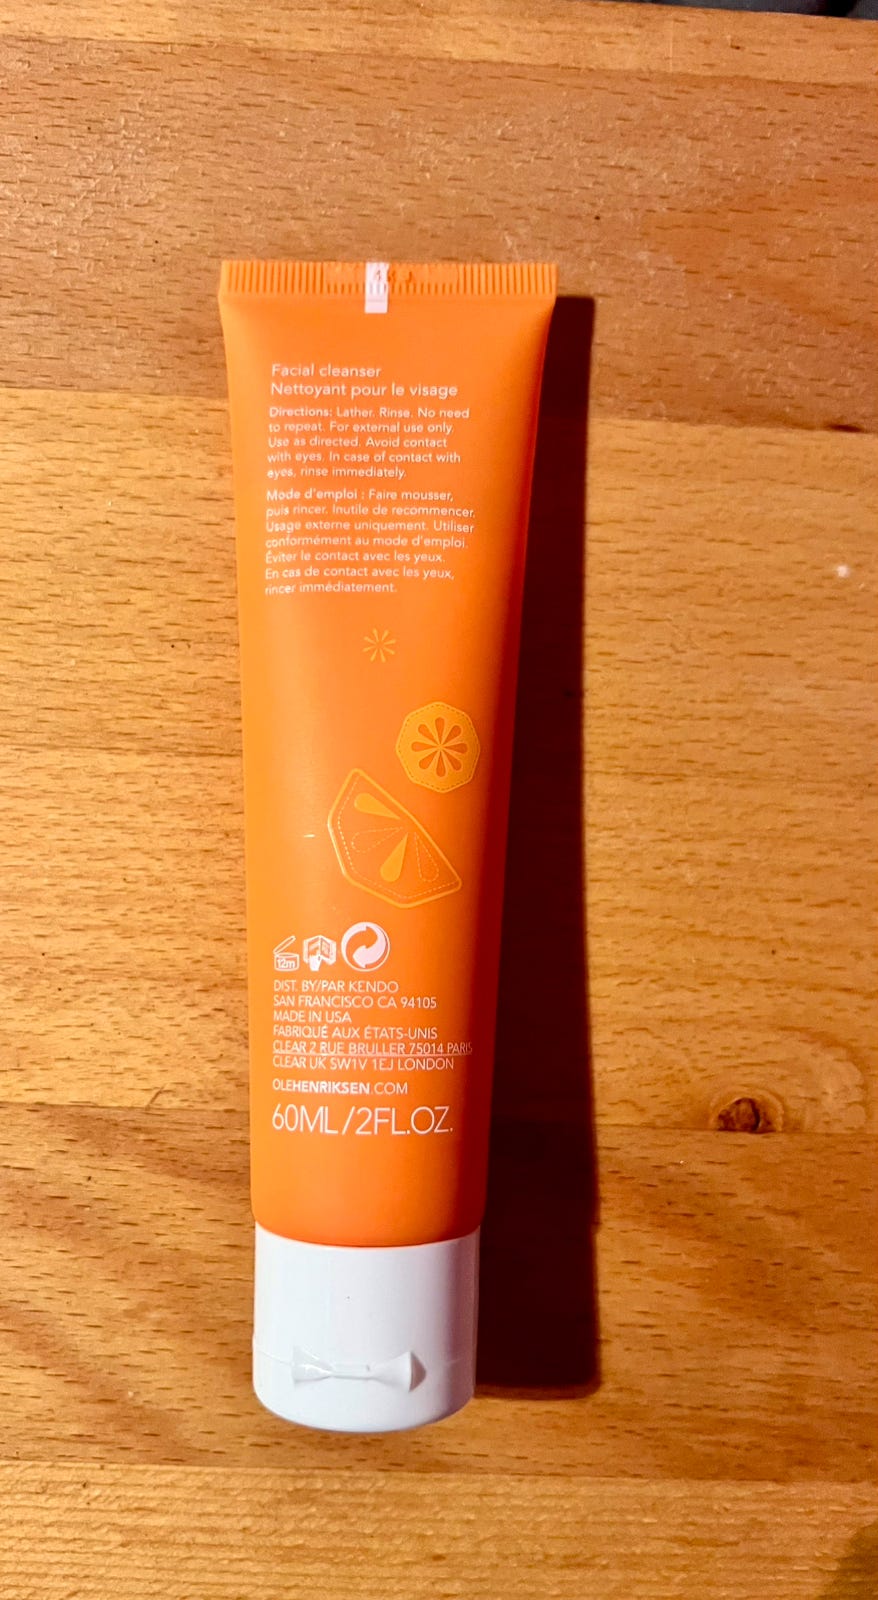 Facial cleanser
Nettoyant pour le visage
Directions: Lather. Rinse. No need
to repeat. For external use only.
Use as directed. Avoid contact
with eyes. In case of contact with
eyes, rinse immediately.
Mode d'emploi : Faire mousser,
puis rincer. Inutile de recommencer.
Usage externe uniquement. Utiliser
conformément au mode d'emploi.
Éviter le contact avec les yeux.
En cas de contact avec les yeux,
rincer immédiatement.
12m
DIST. BY/PAR KENDO
SAN FRANCISCO CA 94105
MADE IN USA
FABRIQUÉ AUX ÉTATS-UNIS
CLEAR 2 RUE BRULLER 75014 PARIS
CLEAR UK SW1V 1EJ LONDON
OLEHENRIKSEN.COM
60ML/2FL.OZ.